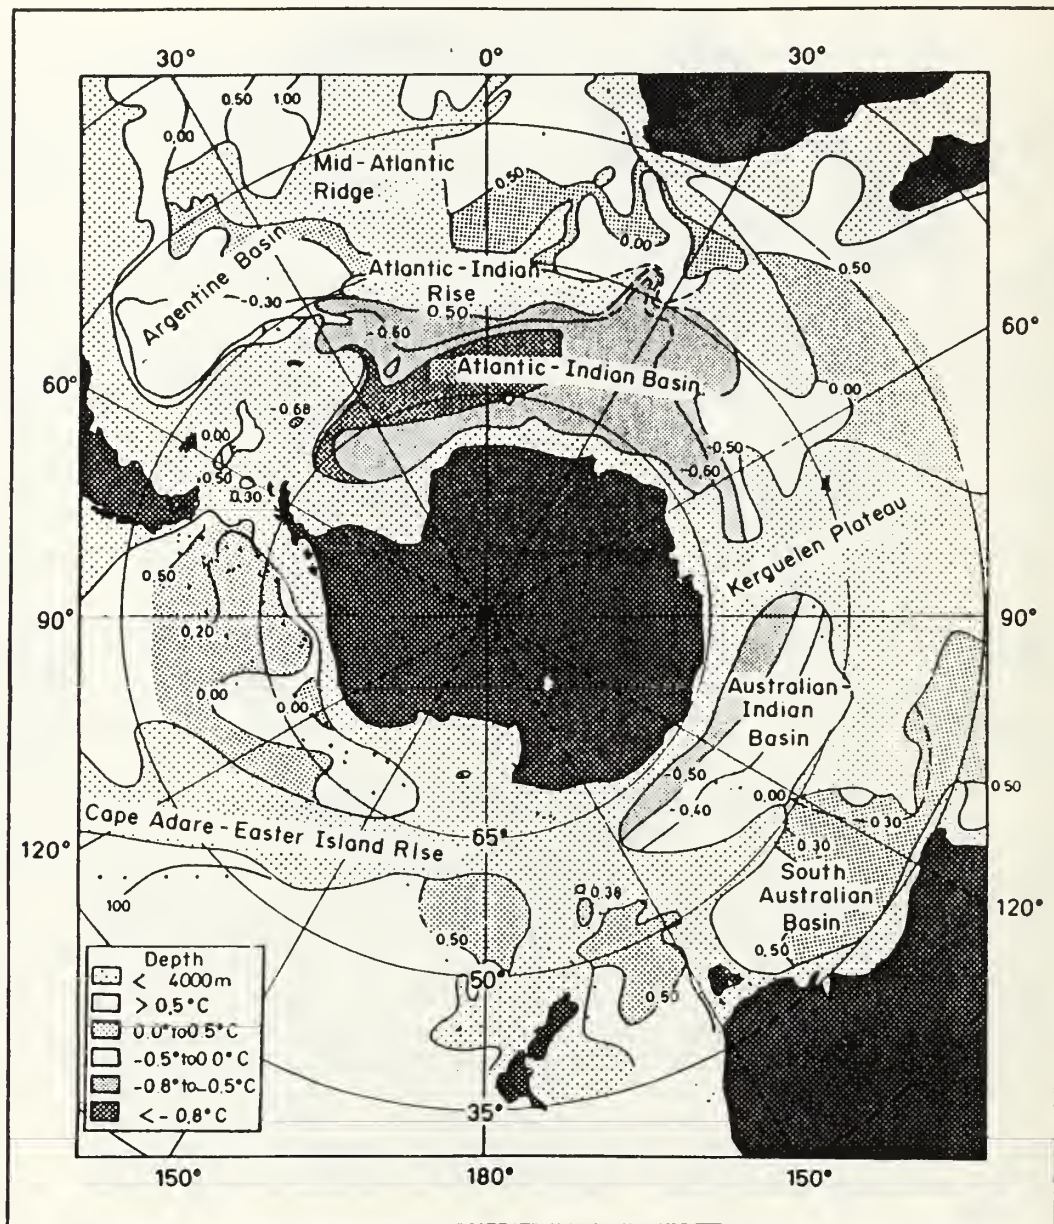 30° 0° 30°
0.50 1.00
0.00
Mid-Atlantic
Ridge
0.50
0.00
Argentine Basin
-0.30
Atlantic-Indian
Rise
0.50
0.50
60°
-0.60
Atlantic-Indian Basin
60°
0.00
-0.68
0.00
-0.50
-0.60
0.50
0.30
Kerguelen Plateau
0.50
90°
0.20
90°
0.00
0.00
Australian-
Indian
Basin
-0.50
-0.40
0.00
0.50
0.30
Cape Adare-Easter Island Rise
65°
0.30
120°
South
Australian
Basin
0.36
100
120°
0.50
0.50
50°
0.50
Depth
< 4000m
> 0.5°C
0.0° to 0.5°C
-0.5° to 0.0°C
-0.8° to -0.5°C
< -0.8°C
35°
150° 180° 150°